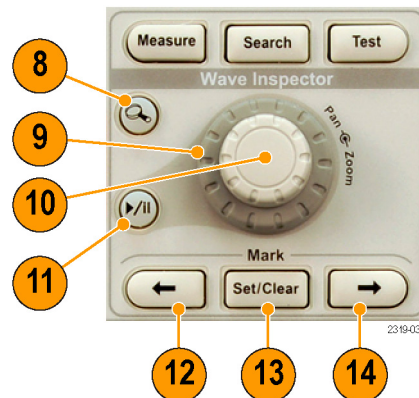 Measure Search Test
Wave Inspector
8
Pan Zoom
9
10
▶/II
11
Mark
← Set/Clear →
2319-03
12 13 14